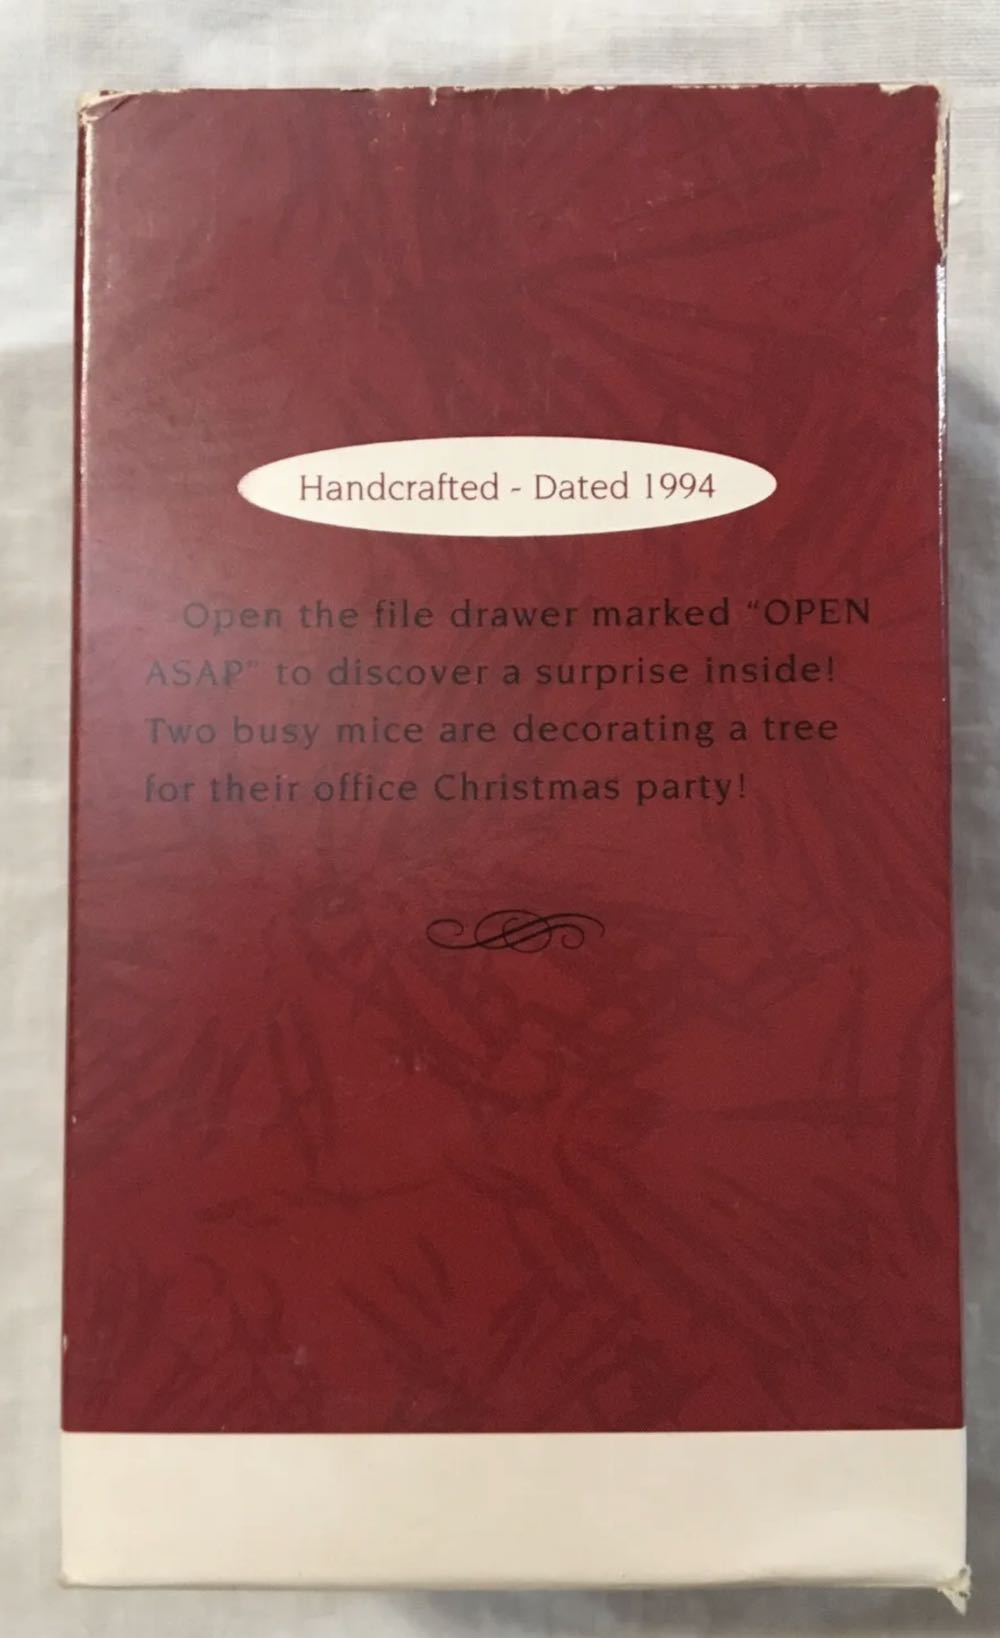 Handcrafted - Dated 1994
Open the file drawer marked “OPEN
ASAP” to discover a surprise inside!
Two busy mice are decorating a tree
for their office Christmas party!